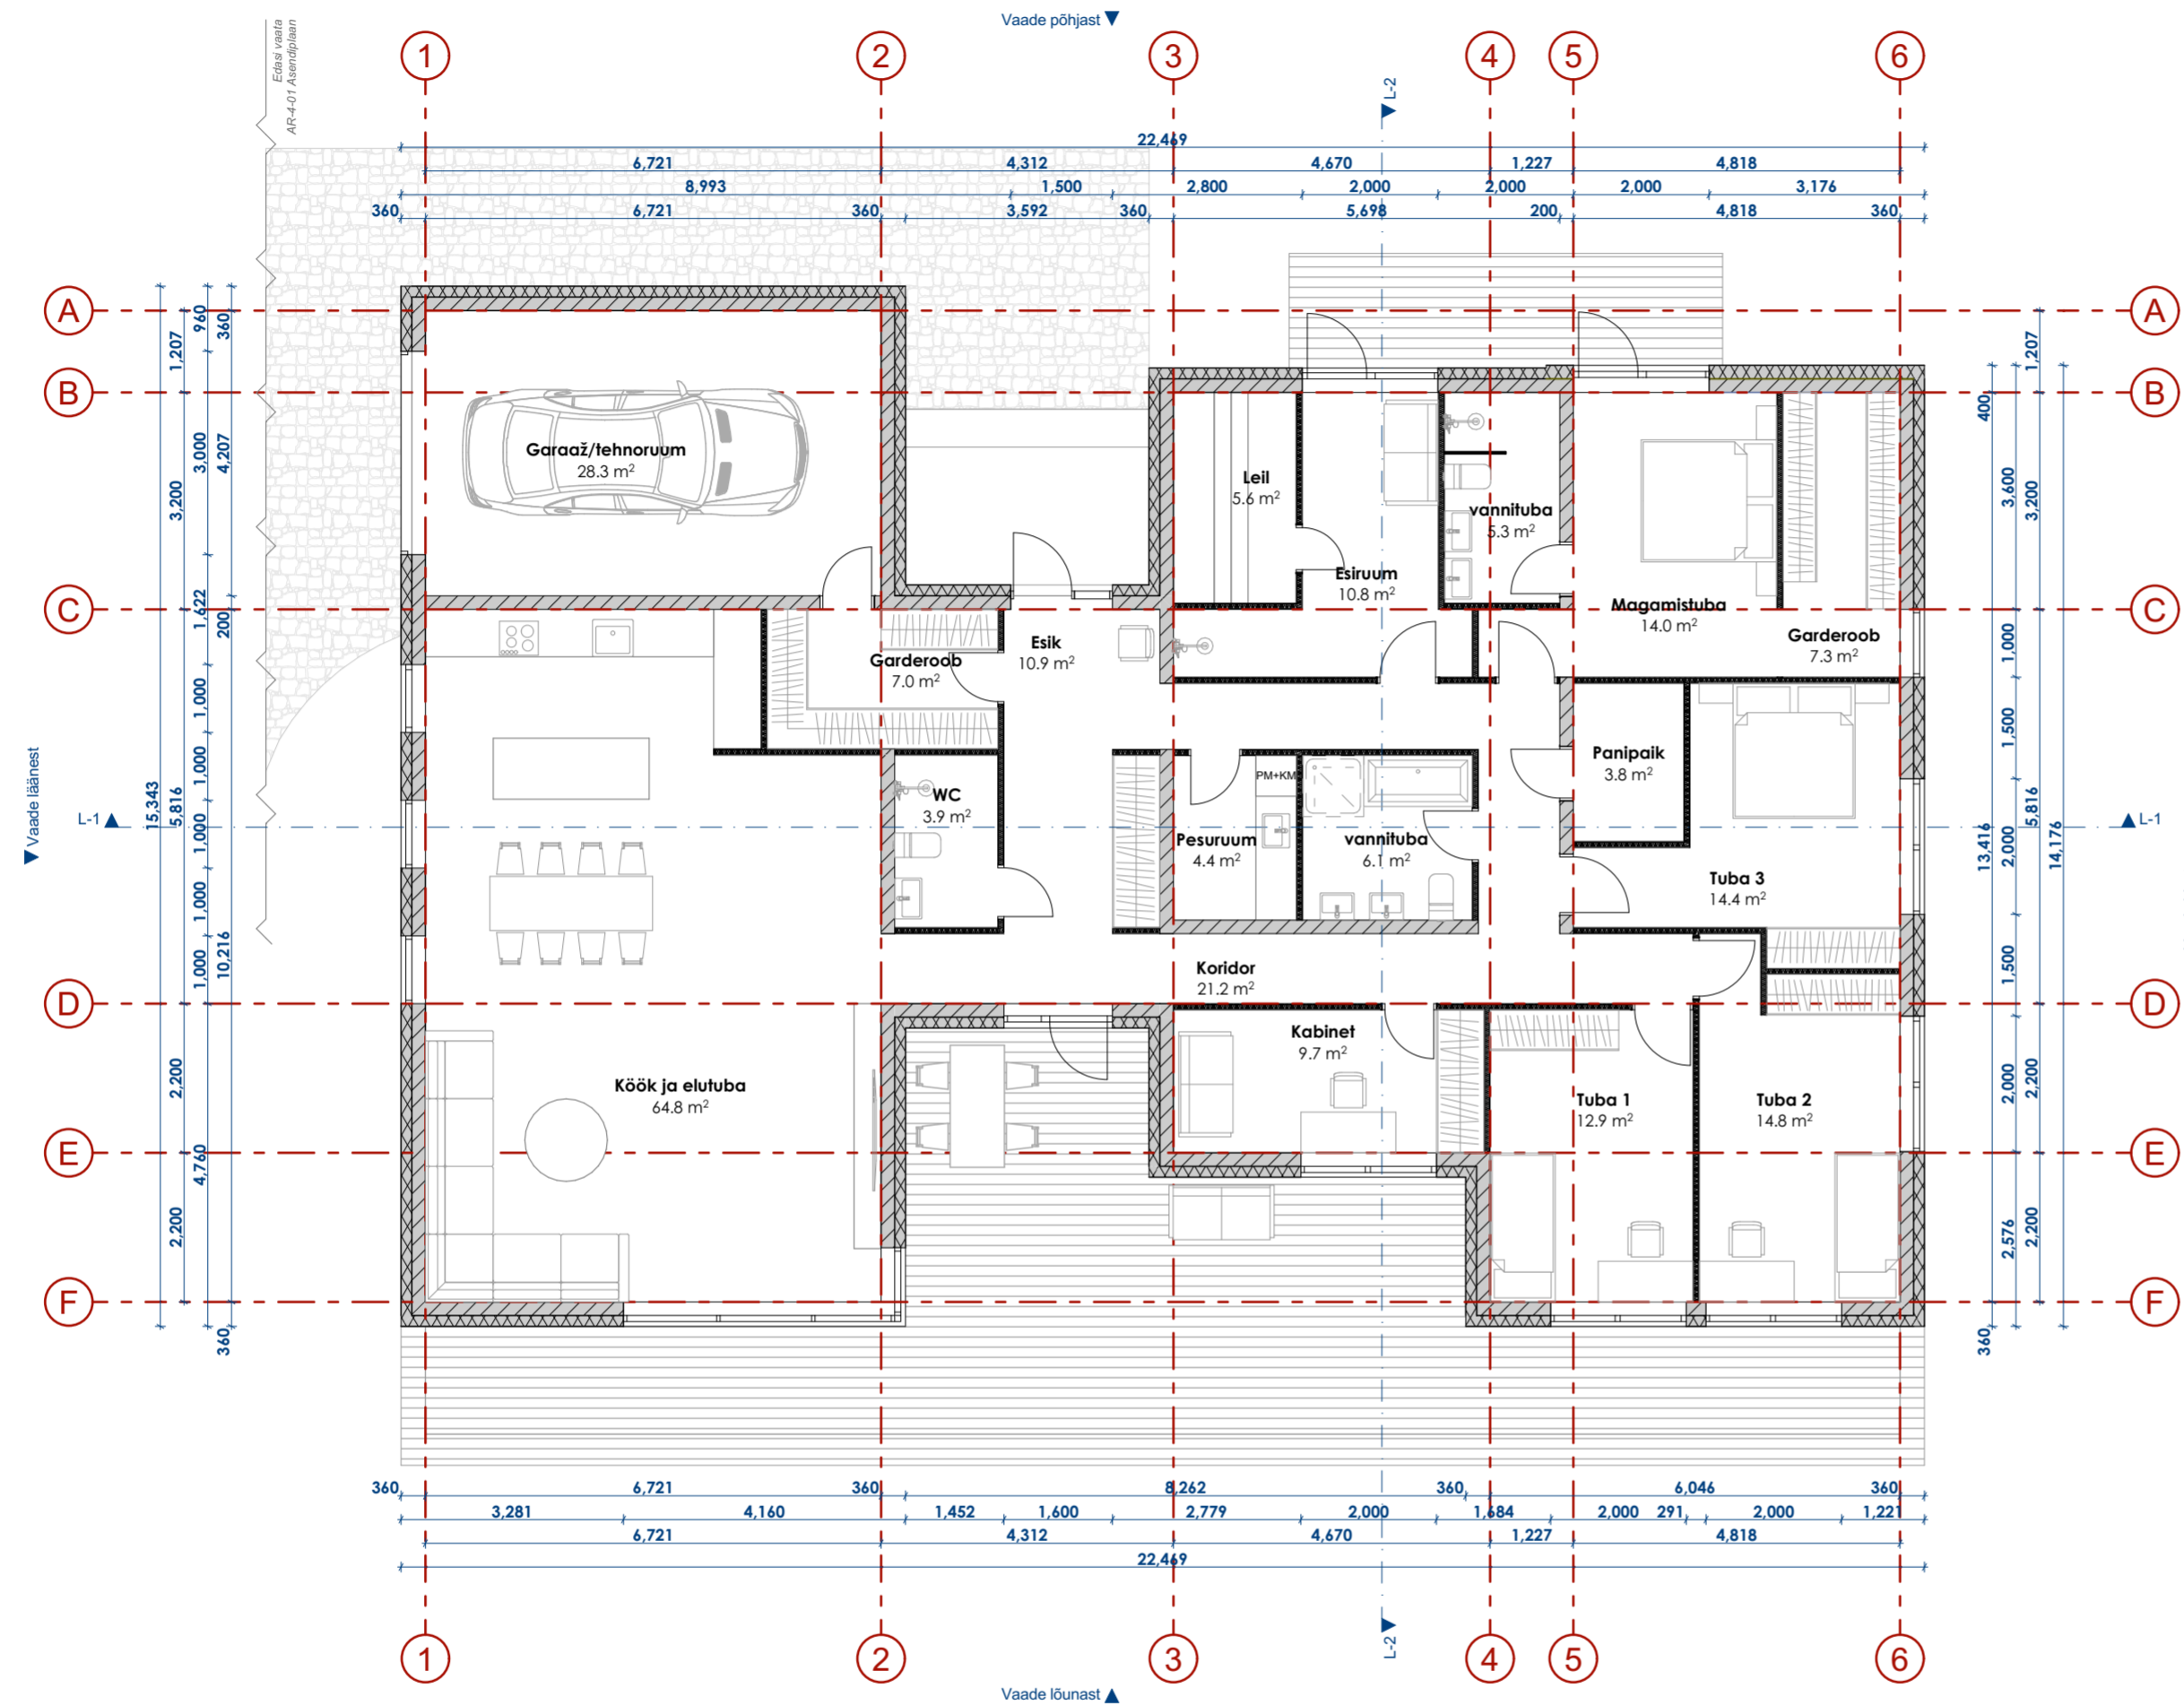 Vaade põhjast
Edasi vaata
AR-4-01 Asendiplaan
1
2
3
4
5
6
L-2
22,469
6,721
4,312
4,670
1,227
4,818
8,993
1,500
2,800
2,000
2,000
2,000
3,176
360
6,721
360
3,592
360
5,698
200
4,818
360
A
A
B
B
C
C
D
D
E
E
F
F
15,343
1,207
3,200
5,816
2,200
2,200
960
3,000
1,622
1,000
1,000
1,000
1,000
1,000
4,760
360
4,207
200
10,216
360
Vaade läänest
L-1
L-1
400
13,416
360
3,600
1,000
1,500
2,000
1,500
2,000
2,576
1,207
3,200
5,816
2,200
2,200
14,176
Garaaž/tehnoruum
28.3 m²
Leil
5.6 m²
vannituba
5.3 m²
Esiruum
10.8 m²
Magamistuba
14.0 m²
Garderoob
7.3 m²
Garderoob
7.0 m²
Esik
10.9 m²
Panipaik
3.8 m²
PM+KM
WC
3.9 m²
Pesuruum
4.4 m²
vannituba
6.1 m²
Tuba 3
14.4 m²
Koridor
21.2 m²
Kabinet
9.7 m²
Köök ja elutuba
64.8 m²
Tuba 1
12.9 m²
Tuba 2
14.8 m²
360
6,721
360
8,262
360
6,046
360
3,281
4,160
1,452
1,600
2,779
2,000
1,684
2,000
291
2,000
1,221
6,721
4,312
4,670
1,227
4,818
22,469
L-2
1
2
3
4
5
6
Vaade lõunast